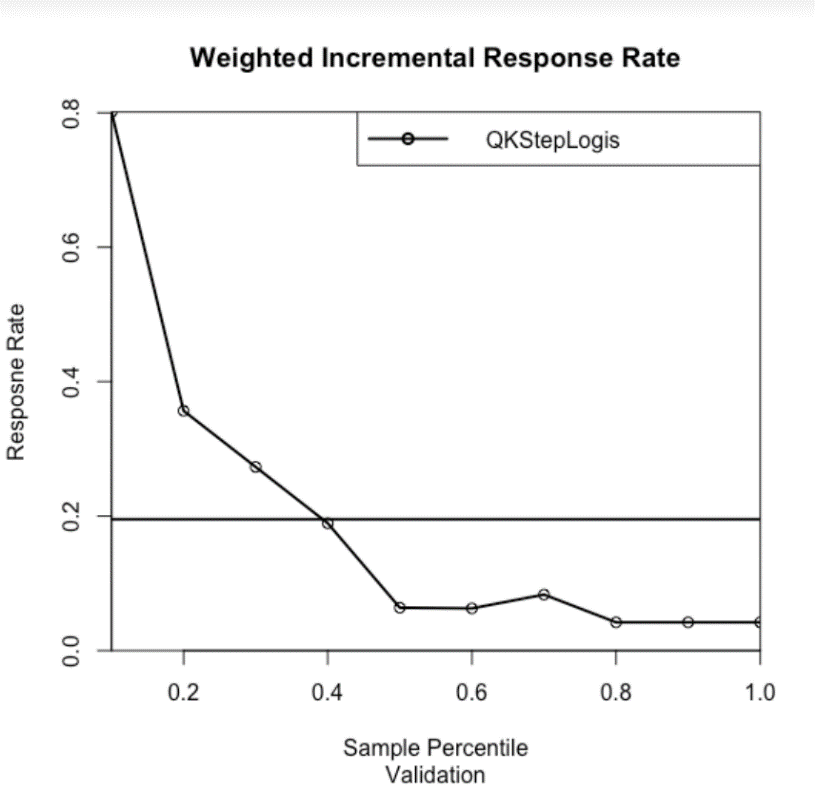 Weighted Incremental Response Rate
QKStepLogis
0.8
0.6
0.4
0.2
0.0
Resposne Rate
0.2 0.4 0.6 0.8 1.0
Sample Percentile
Validation